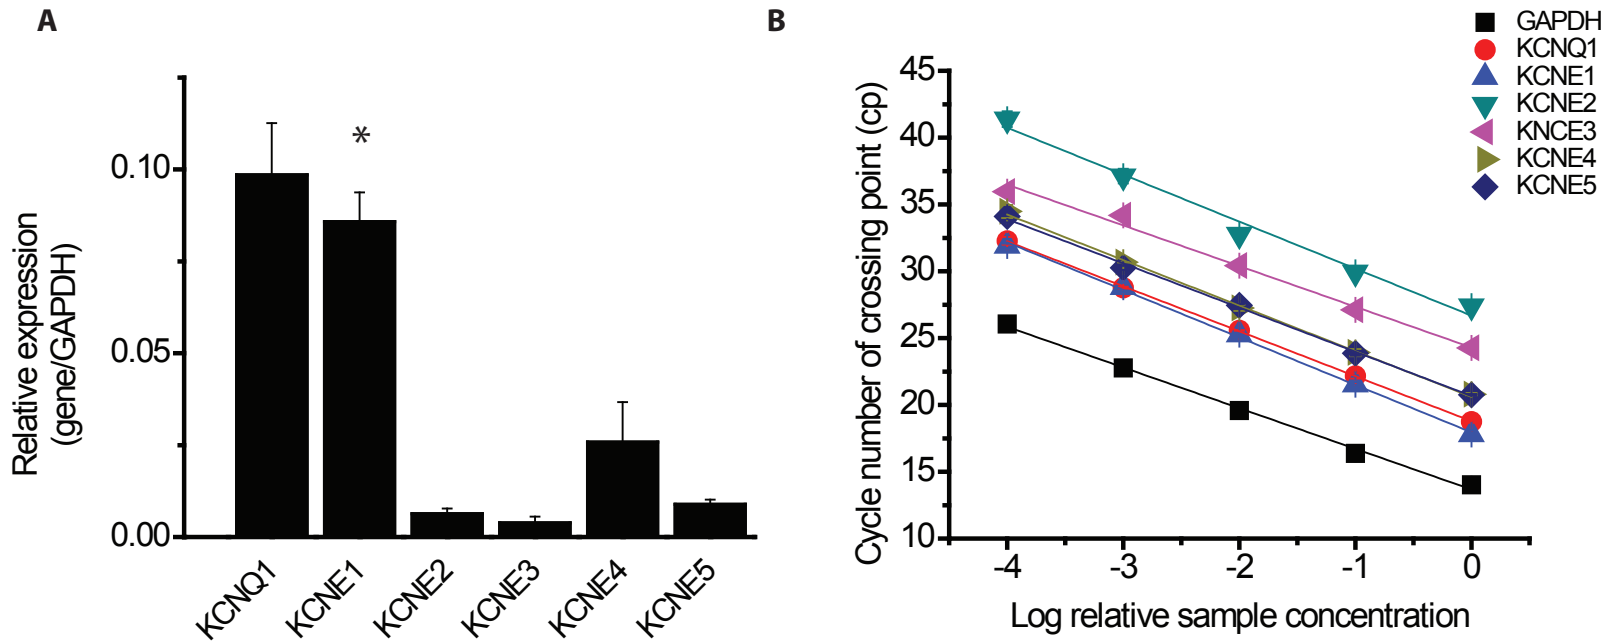 A
Relative expression
(gene/GAPDH)
0.10
0.05
0.00
*
KCNQ1
KCNE1
KCNE2
KCNE3
KCNE4
KCNE5
B
Cycle number of crossing point (cp)
45
40
35
30
25
20
15
10
-4
-3
-2
-1
0
Log relative sample concentration
GAPDH
KCNQ1
KCNE1
KCNE2
KNCE3
KCNE4
KCNE5